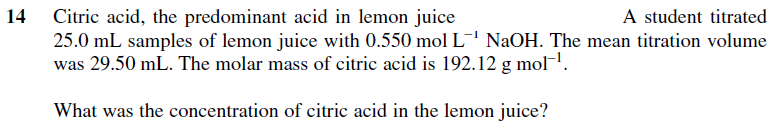 14 Citric acid, the predominant acid in lemon juice A student titrated
25.0 mL samples of lemon juice with 0.550 mol L⁻¹ NaOH. The mean titration volume
was 29.50 mL. The molar mass of citric acid is 192.12 g mol⁻¹.
What was the concentration of citric acid in the lemon juice?